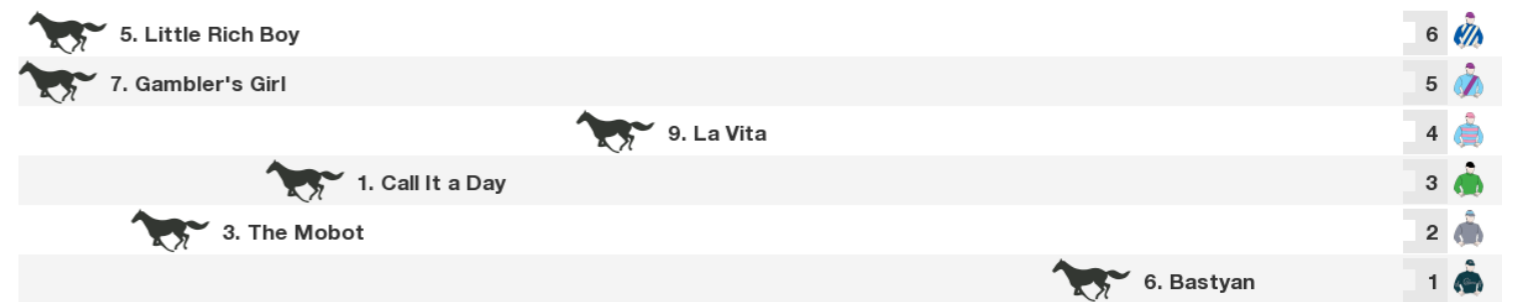 5. Little Rich Boy 6
7. Gambler's Girl 5
9. La Vita 4
1. Call It a Day 3
3. The Mobot 2
6. Bastyan 1